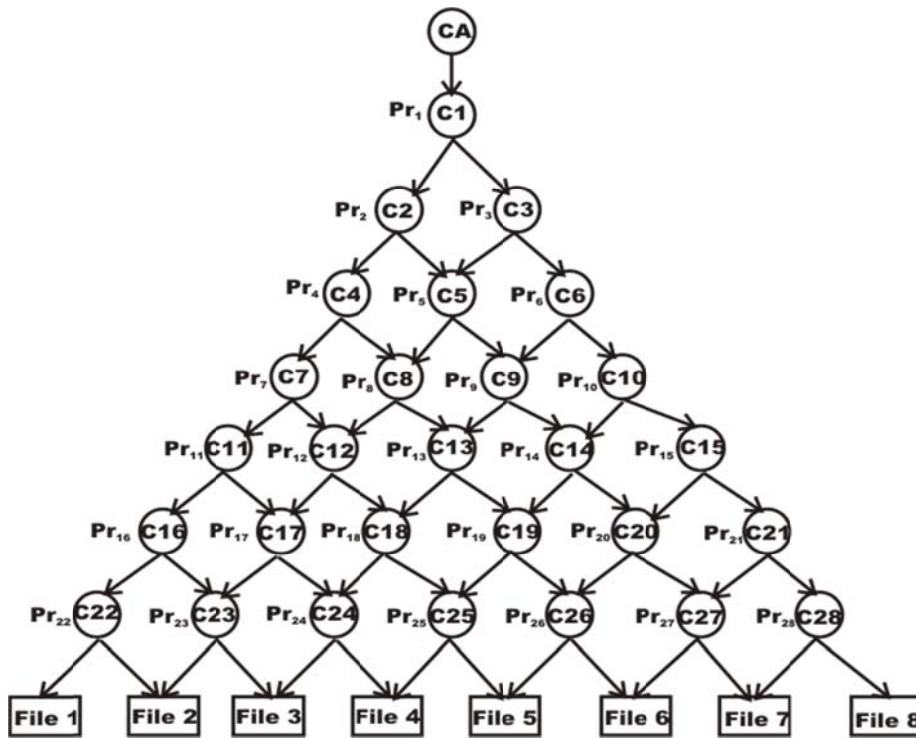 CA
Pr₁ C1
Pr₂ C2 Pr₃ C3
Pr₄ C4 Pr₅ C5 Pr₆ C6
Pr₇ C7 Pr₈ C8 Pr₉ C9 Pr₁₀ C10
Pr₁₁ C11 Pr₁₂ C12 Pr₁₃ C13 Pr₁₄ C14 Pr₁₅ C15
Pr₁₆ C16 Pr₁₇ C17 Pr₁₈ C18 Pr₁₉ C19 Pr₂₀ C20 Pr₂₁ C21
Pr₂₂ C22 Pr₂₃ C23 Pr₂₄ C24 Pr₂₅ C25 Pr₂₆ C26 Pr₂₇ C27 Pr₂₈ C28
File 1 File 2 File 3 File 4 File 5 File 6 File 7 File 8